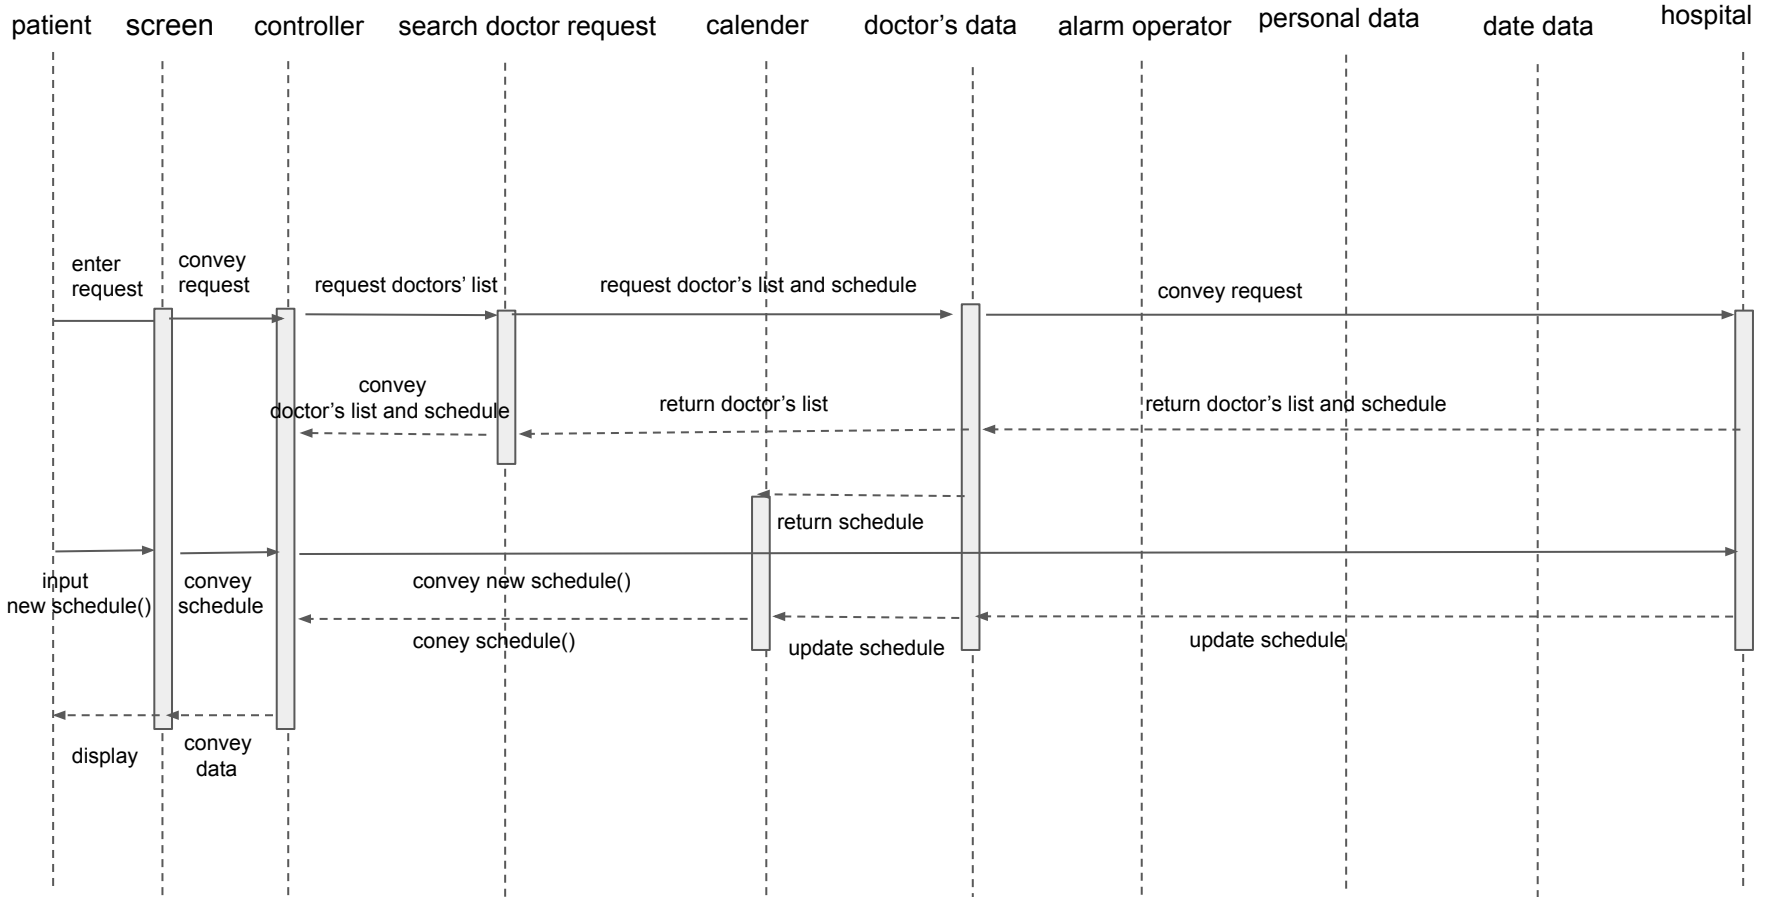 patient
screen
controller
search doctor request
calender
doctor’s data
alarm operator
personal data
date data
hospital
enter
request
convey
request
request doctors’ list
request doctor’s list and schedule
convey request
convey
doctor’s list and schedule
return doctor’s list
return doctor’s list and schedule
return schedule
input
new schedule()
convey
schedule
convey new schedule()
coney schedule()
update schedule
update schedule
display
convey
data